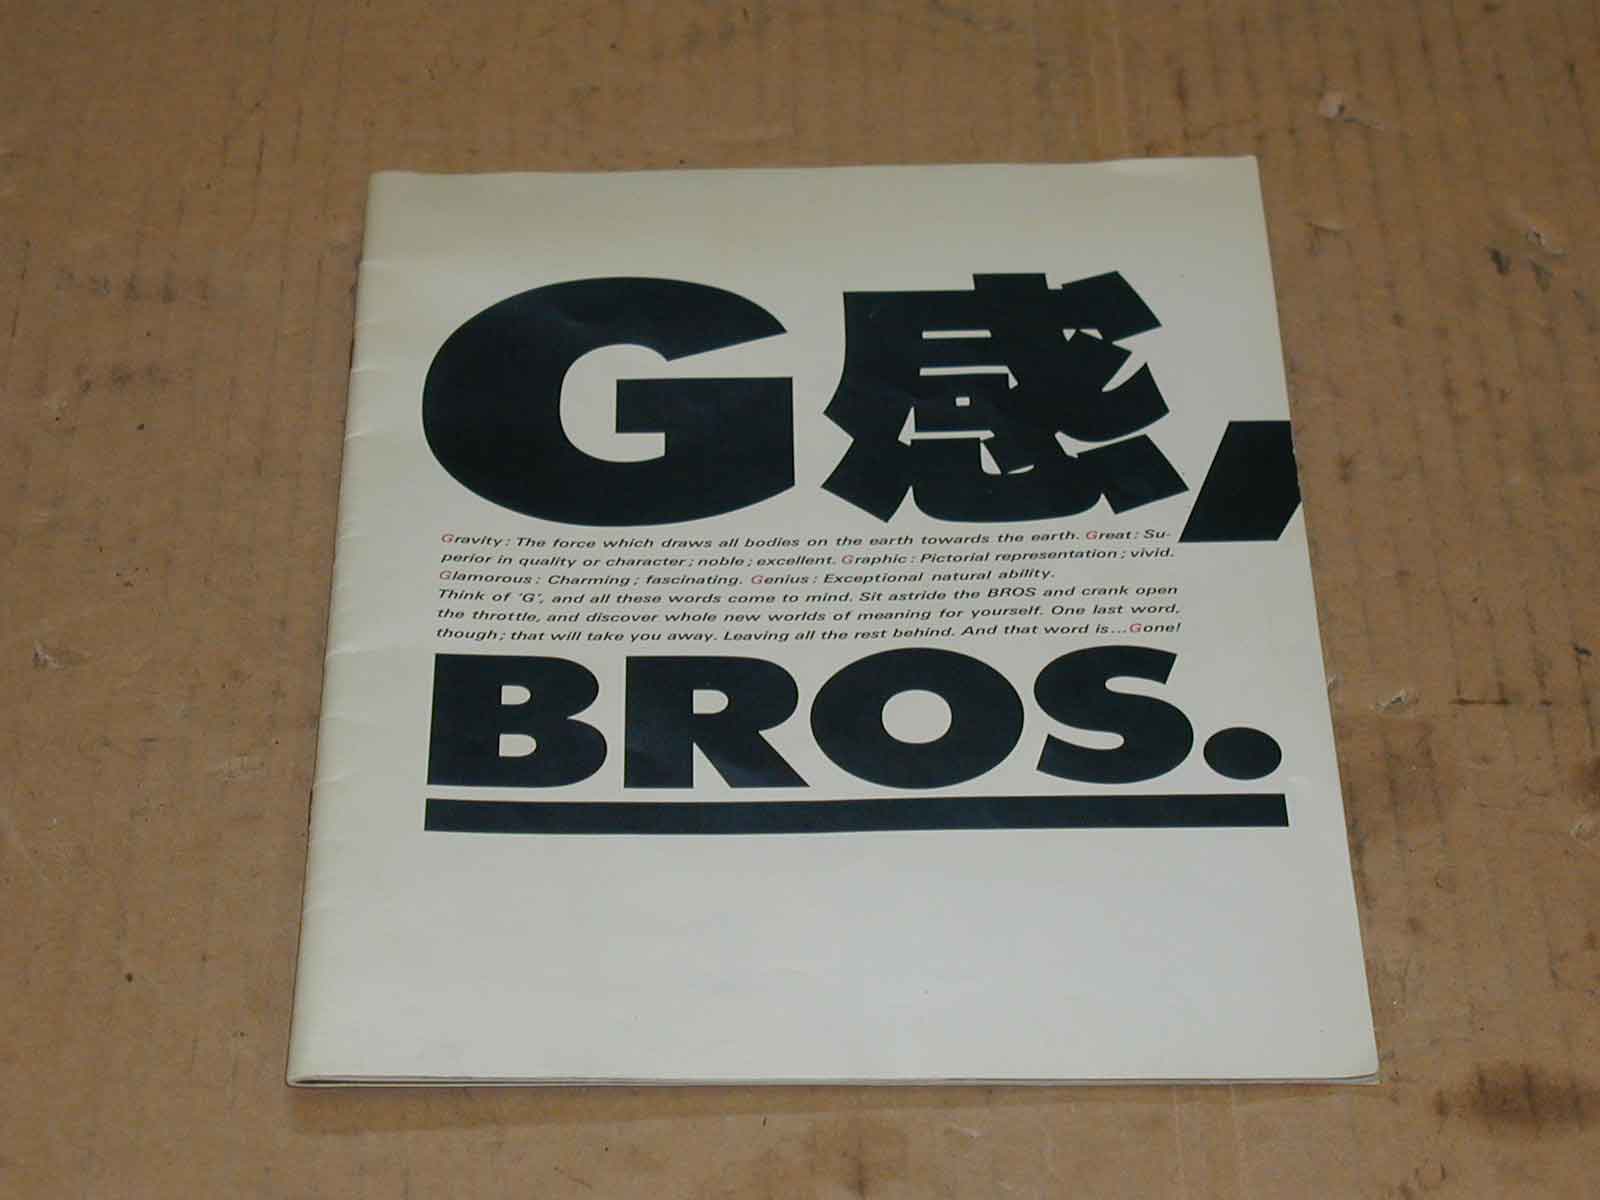 G感,
Gravity : The force which draws all bodies on the earth towards the earth. Great : Su-
perior in quality or character ; noble ; excellent. Graphic : Pictorial representation ; vivid.
Glamorous : Charming ; fascinating. Genius : Exceptional natural ability.
Think of 'G', and all these words come to mind. Sit astride the BROS and crank open
the throttle, and discover whole new worlds of meaning for yourself. One last word,
though ; that will take you away. Leaving all the rest behind. And that word is...Gone!
BROS.